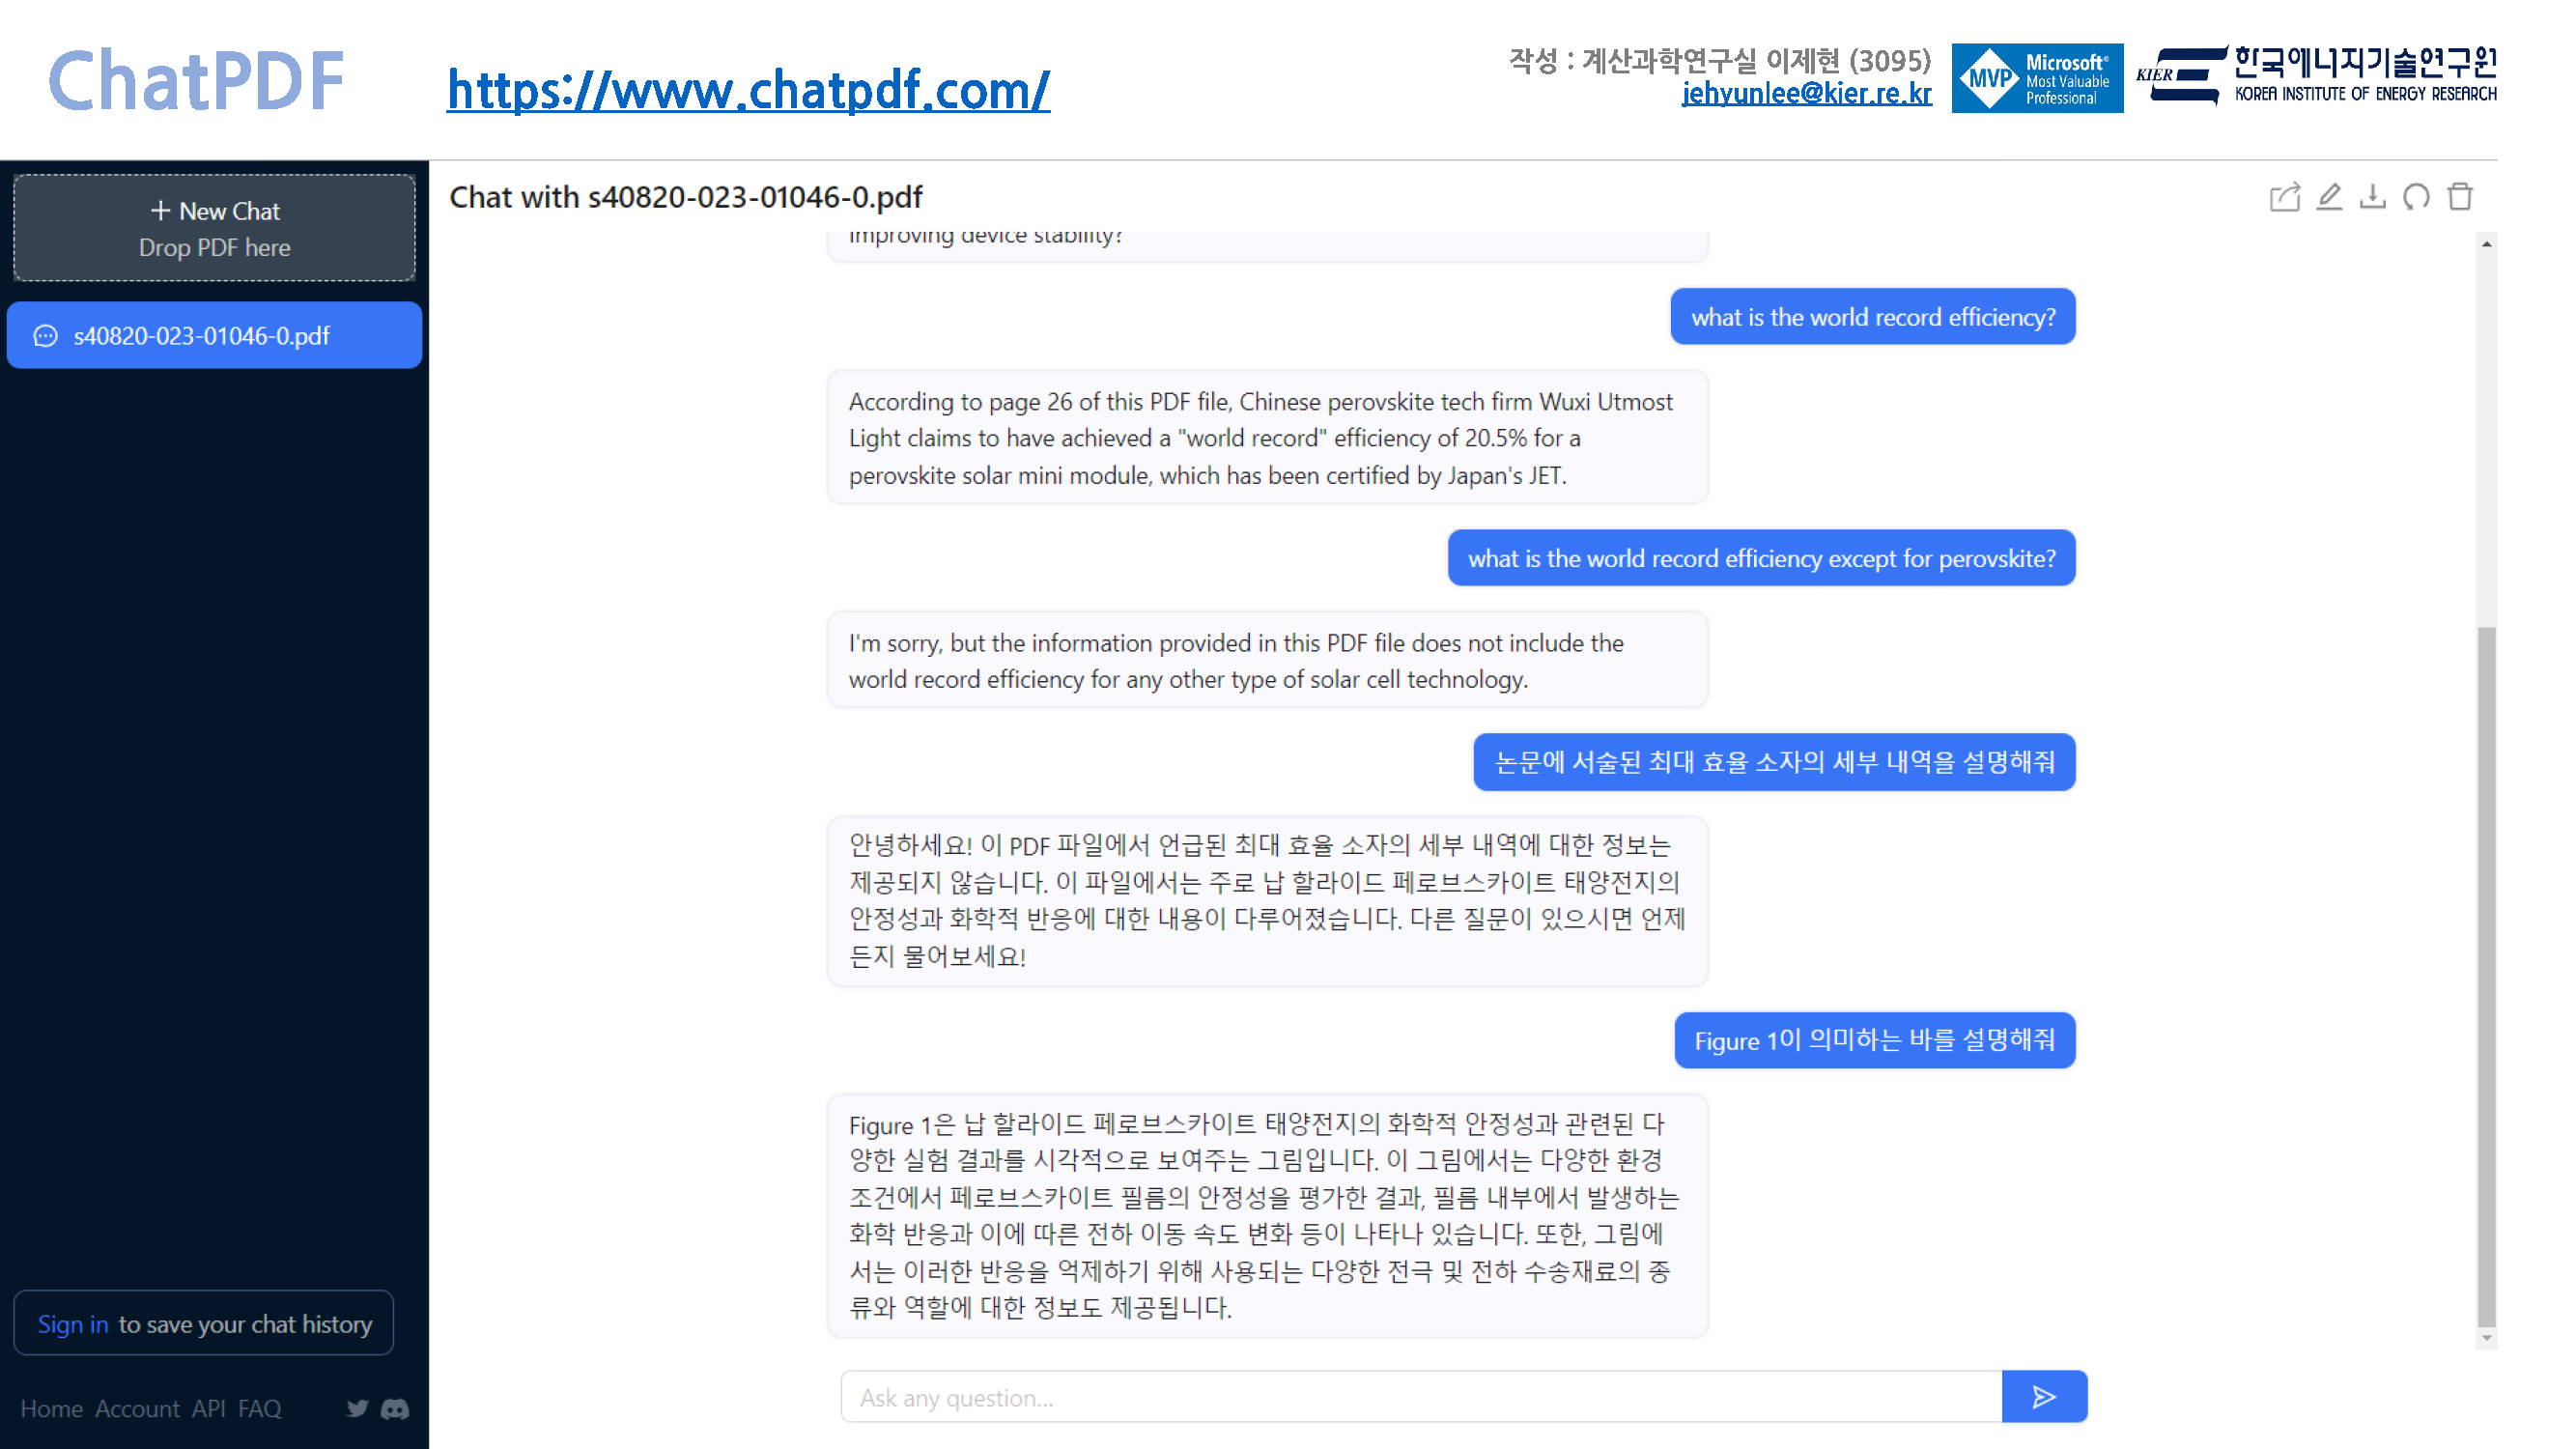 ChatPDF
https://www.chatpdf.com/
작성 : 계산과학연구실 이제현 (3095)
jehyunlee@kier.re.kr
MVP
Microsoft®
Most Valuable
Professional
KIER
한국에너지기술연구원
KOREA INSTITUTE OF ENERGY RESEARCH
+ New Chat
Drop PDF here
s40820-023-01046-0.pdf
Sign in to save your chat history
Home Account API FAQ
Chat with s40820-023-01046-0.pdf
improving device stability?
what is the world record efficiency?
According to page 26 of this PDF file, Chinese perovskite tech firm Wuxi Utmost
Light claims to have achieved a "world record" efficiency of 20.5% for a
perovskite solar mini module, which has been certified by Japan's JET.
what is the world record efficiency except for perovskite?
I'm sorry, but the information provided in this PDF file does not include the
world record efficiency for any other type of solar cell technology.
논문에 서술된 최대 효율 소자의 세부 내역을 설명해줘
안녕하세요! 이 PDF 파일에서 언급된 최대 효율 소자의 세부 내역에 대한 정보는
제공되지 않습니다. 이 파일에서는 주로 납 할라이드 페로브스카이트 태양전지의
안정성과 화학적 반응에 대한 내용이 다루어졌습니다. 다른 질문이 있으시면 언제
든지 물어보세요!
Figure 1이 의미하는 바를 설명해줘
Figure 1은 납 할라이드 페로브스카이트 태양전지의 화학적 안정성과 관련된 다
양한 실험 결과를 시각적으로 보여주는 그림입니다. 이 그림에서는 다양한 환경
조건에서 페로브스카이트 필름의 안정성을 평가한 결과, 필름 내부에서 발생하는
화학 반응과 이에 따른 전하 이동 속도 변화 등이 나타나 있습니다. 또한, 그림에
서는 이러한 반응을 억제하기 위해 사용되는 다양한 전극 및 전하 수송재료의 종
류와 역할에 대한 정보도 제공됩니다.
Ask any question...